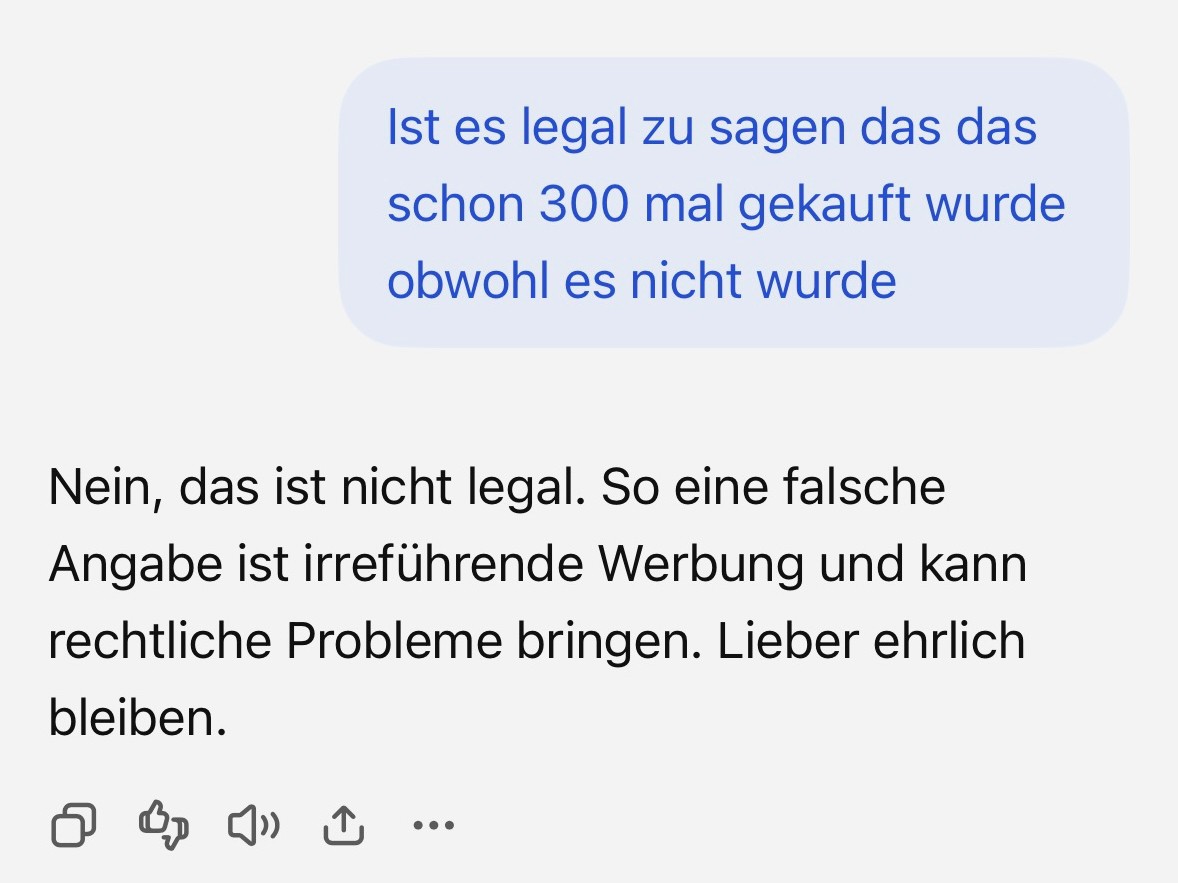 Ist es legal zu sagen das das
schon 300 mal gekauft wurde
obwohl es nicht wurde
Nein, das ist nicht legal. So eine falsche
Angabe ist irreführende Werbung und kann
rechtliche Probleme bringen. Lieber ehrlich
bleiben.